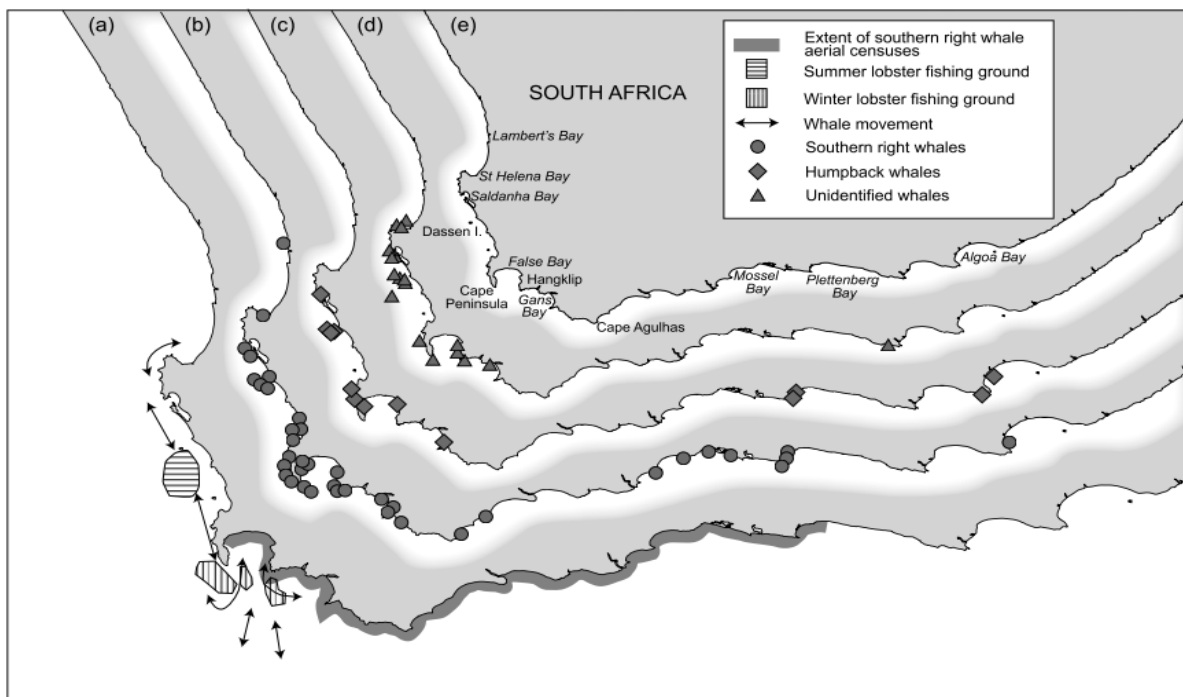 (a)
(b)
(c)
(d)
(e)
Extent of southern right whale
aerial censuses
Summer lobster fishing ground
Winter lobster fishing ground
Whale movement
Southern right whales
Humpback whales
Unidentified whales
SOUTH AFRICA
Lambert's Bay
St Helena Bay
Saldanha Bay
Dassen I.
False Bay
Hangklip
Cape
Peninsula
Gans
Bay
Cape Agulhas
Mossel
Bay
Plettenberg
Bay
Algoa Bay